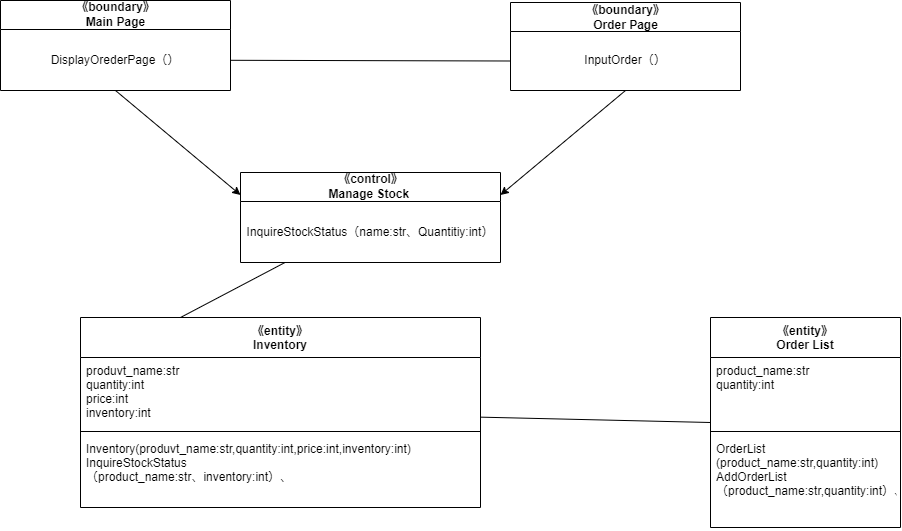 《boundary》
Main Page
DisplayOrederPage（）
《boundary》
Order Page
InputOrder（）
《control》
Manage Stock
InquireStockStatus（name:str、Quantitiy:int）
《entity》
Inventory
produvt_name:str
quantity:int
price:int
inventory:int
Inventory(produvt_name:str,quantity:int,price:int,inventory:int)
InquireStockStatus
（product_name:str、inventory:int）、
《entity》
Order List
product_name:str
quantity:int
OrderList
(product_name:str,quantity:int)
AddOrderList
（product_name:str,quantity:int）、